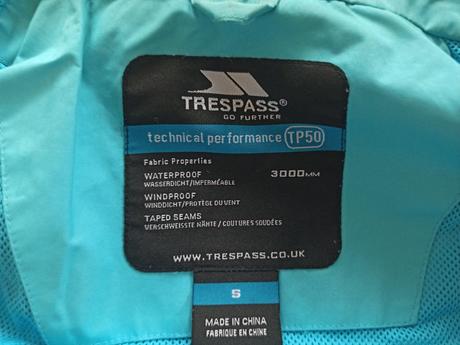 TRESPASS®
GO FURTHER
technical performance TP50
Fabric Properties
WATERPROOF 3000MM
WASSERDICHT/IMPERMÉABLE
WINDPROOF
WINDDICHT/PROTÈGE DU VENT
TAPED SEAMS
VERSCHWEISSTE NÄHTE / COUTURES SOUDÉES
WWW.TRESPASS.CO.UK
S
MADE IN CHINA
FABRIQUE EN CHINE